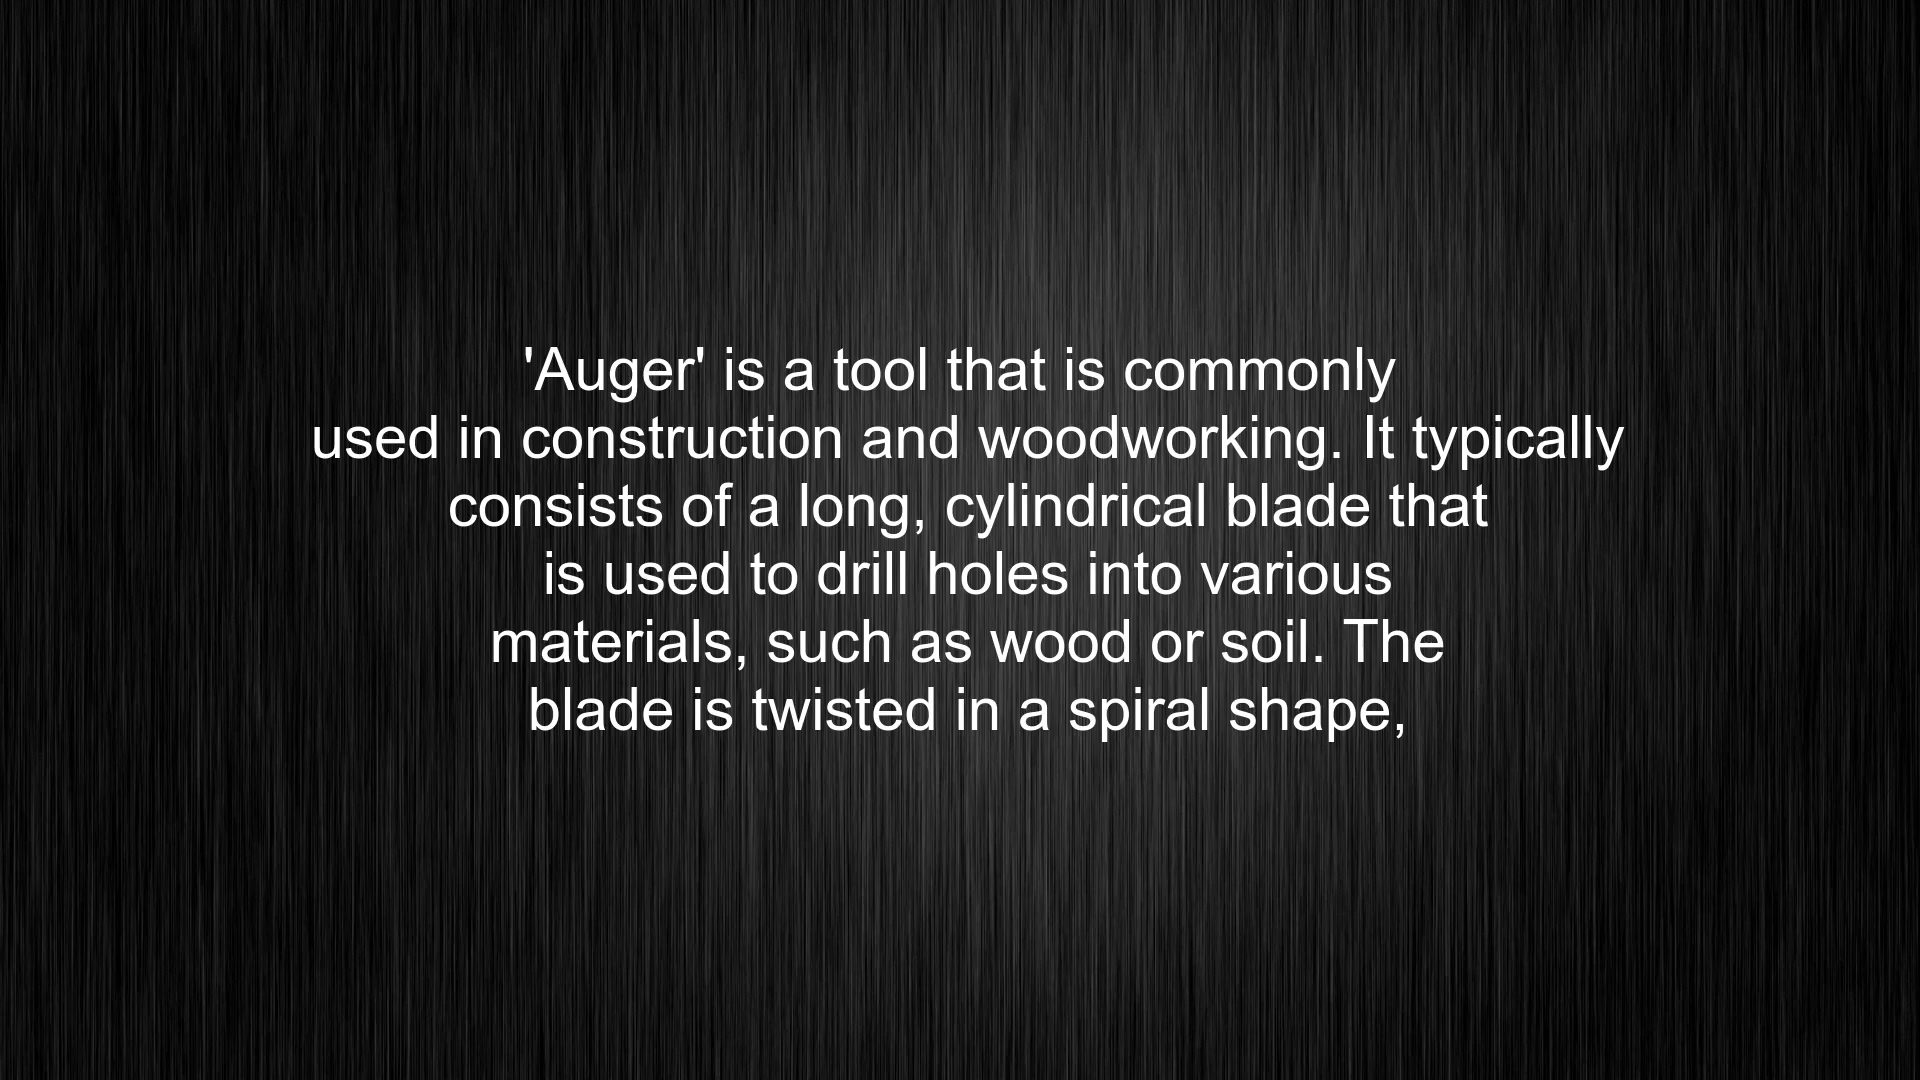 'Auger' is a tool that is commonly
used in construction and woodworking. It typically
consists of a long, cylindrical blade that
is used to drill holes into various
materials, such as wood or soil. The
blade is twisted in a spiral shape,